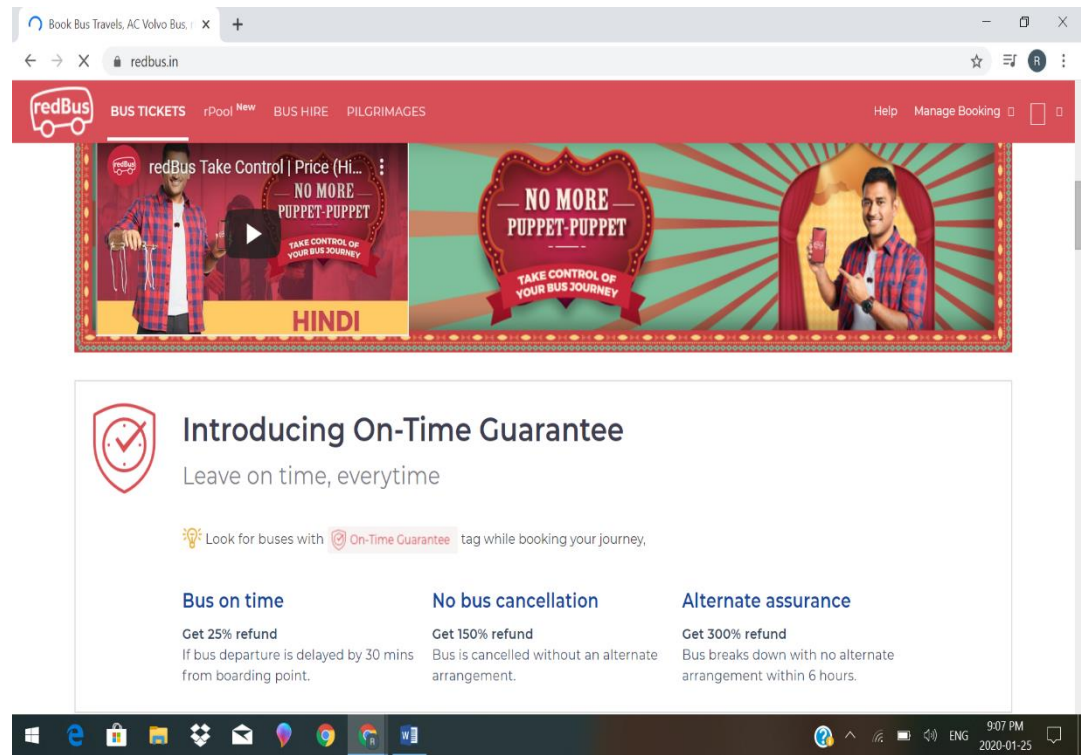 Book Bus Travels, AC Volvo Bus, r
redbus.in
R
redBus
BUS TICKETS rPool New BUS HIRE PILGRIMAGES
Help Manage Booking
redBus
redBus Take Control | Price (Hi...
NO MORE
PUPPET-PUPPET
TAKE CONTROL OF
YOUR BUS JOURNEY
HINDI
NO MORE
PUPPET-PUPPET
TAKE CONTROL OF
YOUR BUS JOURNEY
Introducing On-Time Guarantee
Leave on time, everytime
Look for buses with On-Time Guarantee tag while booking your journey,
Bus on time
Get 25% refund
If bus departure is delayed by 30 mins
from boarding point.
No bus cancellation
Get 150% refund
Bus is cancelled without an alternate
arrangement.
Alternate assurance
Get 300% refund
Bus breaks down with no alternate
arrangement within 6 hours.
ENG
9:07 PM
2020-01-25